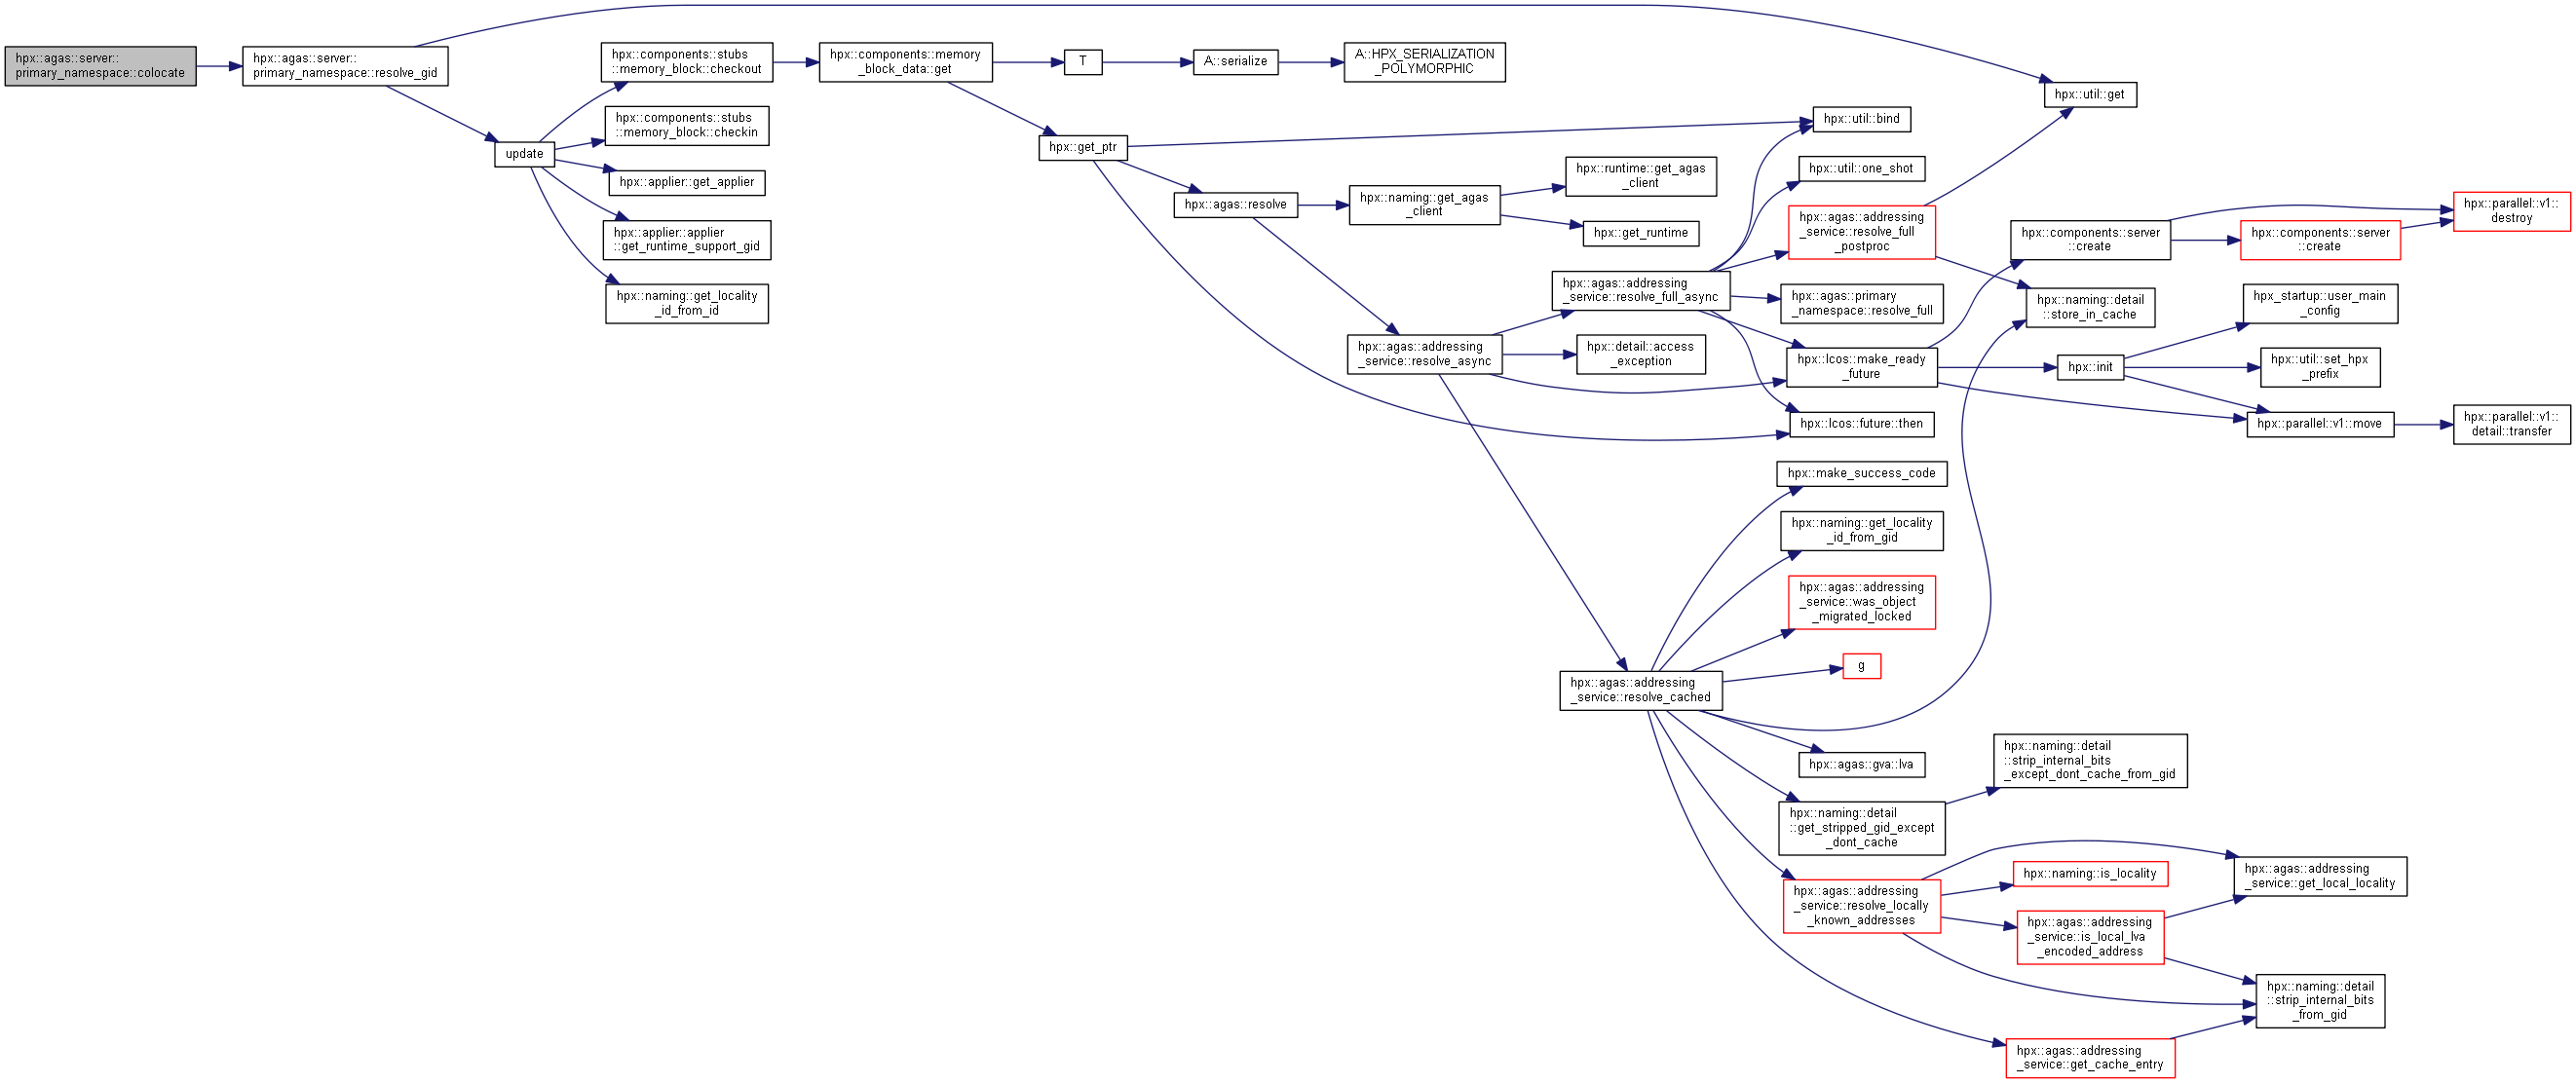 hpx::agas::server::
primary_namespace::colocate
hpx::agas::server::
primary_namespace::resolve_gid
update
hpx::components::stubs
::memory_block::checkout
hpx::components::stubs
::memory_block::checkin
hpx::applier::get_applier
hpx::applier::applier
::get_runtime_support_gid
hpx::naming::get_locality
_id_from_id
hpx::components::memory
_block_data::get
T
A::serialize
A::HPX_SERIALIZATION
_POLYMORPHIC
hpx::get_ptr
hpx::agas::resolve
hpx::naming::get_agas
_client
hpx::runtime::get_agas
_client
hpx::get_runtime
hpx::agas::addressing
_service::resolve_async
hpx::agas::addressing
_service::resolve_full_async
hpx::detail::access
_exception
hpx::agas::addressing
_service::resolve_cached
hpx::util::get
hpx::util::bind
hpx::util::one_shot
hpx::agas::addressing
_service::resolve_full
_postproc
hpx::agas::primary
_namespace::resolve_full
hpx::lcos::make_ready
_future
hpx::lcos::future::then
hpx::components::server
::create
hpx::components::server
::create
hpx::parallel::v1::
destroy
hpx::naming::detail
::store_in_cache
hpx::init
hpx_startup::user_main
_config
hpx::util::set_hpx
_prefix
hpx::parallel::v1::move
hpx::parallel::v1::
detail::transfer
hpx::make_success_code
hpx::naming::get_locality
_id_from_gid
hpx::agas::addressing
_service::was_object
_migrated_locked
g
hpx::agas::gva::lva
hpx::naming::detail
::get_stripped_gid_except
_dont_cache
hpx::naming::detail
::strip_internal_bits
_except_dont_cache_from_gid
hpx::agas::addressing
_service::resolve_locally
_known_addresses
hpx::naming::is_locality
hpx::agas::addressing
_service::is_local_lva
_encoded_address
hpx::agas::addressing
_service::get_local_locality
hpx::naming::detail
::strip_internal_bits
_from_gid
hpx::agas::addressing
_service::get_cache_entry